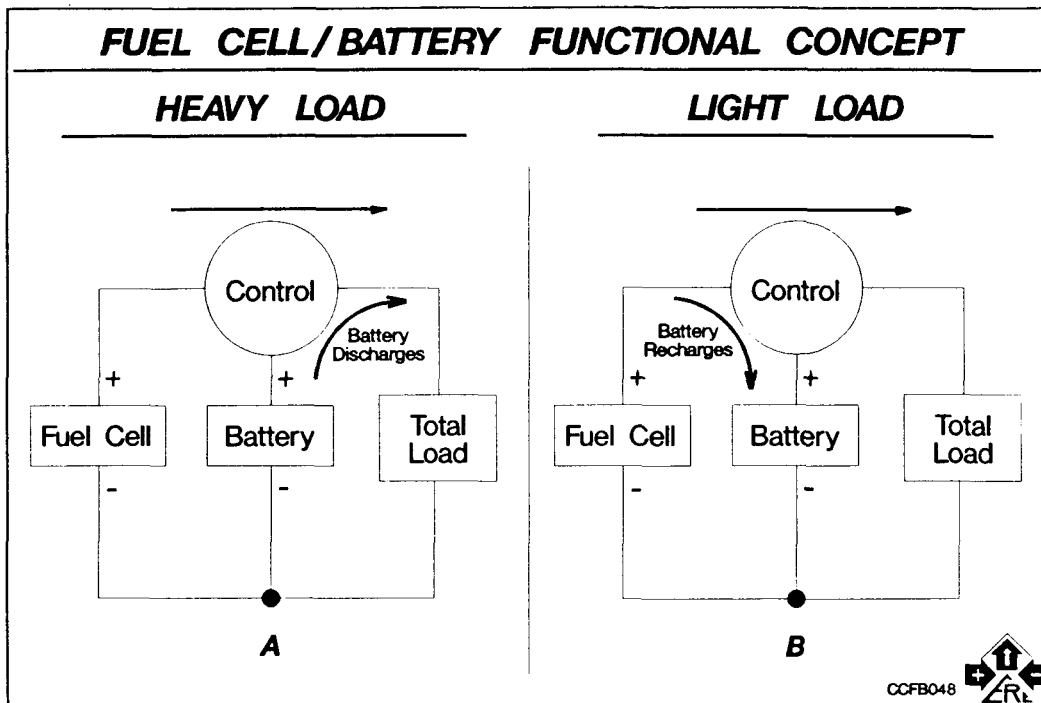 FUEL CELL/BATTERY FUNCTIONAL CONCEPT
HEAVY LOAD
LIGHT LOAD
Control
Battery
Discharges
+
+
Fuel Cell
Battery
Total
Load
-
-
A
Control
Battery
Recharges
+
+
Fuel Cell
Battery
Total
Load
-
-
B
CCFB048
+
-
ERC